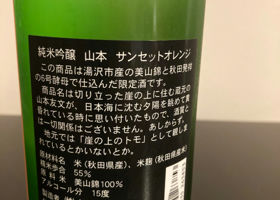 純米吟醸 山本 サンセットオレンジ
この商品は湯沢市産の美山錦と秋田発祥
の6号酵母で仕込んだ限定酒です。
商品名は切り立った崖の上に住む蔵元の
山本友文が、日本海に沈む夕陽を眺めて黄
昏れている時に思い付いたもので、酒質と
は一切関係はございません。あしからず。
地元では「崖の上のトモ」として親しま
れているとかいないとか。
原材料名 米(秋田県産)、米麹(秋田県産米)
精米歩合 55%
原料米 美山錦100%
アルコール分 15度